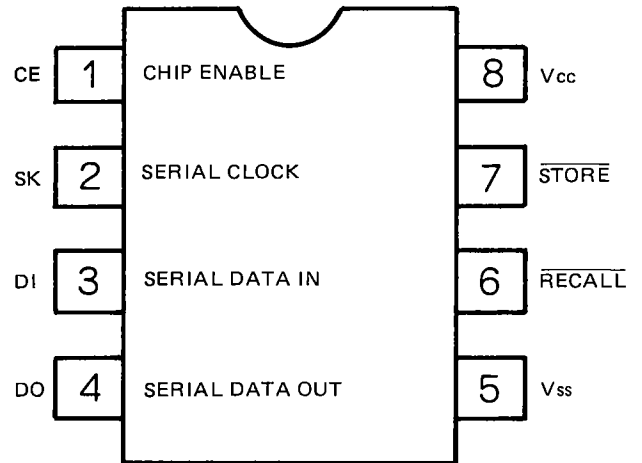 CE 1 CHIP ENABLE 8 Vcc
SK 2 SERIAL CLOCK 7 STORE
DI 3 SERIAL DATA IN 6 RECALL
DO 4 SERIAL DATA OUT 5 Vss